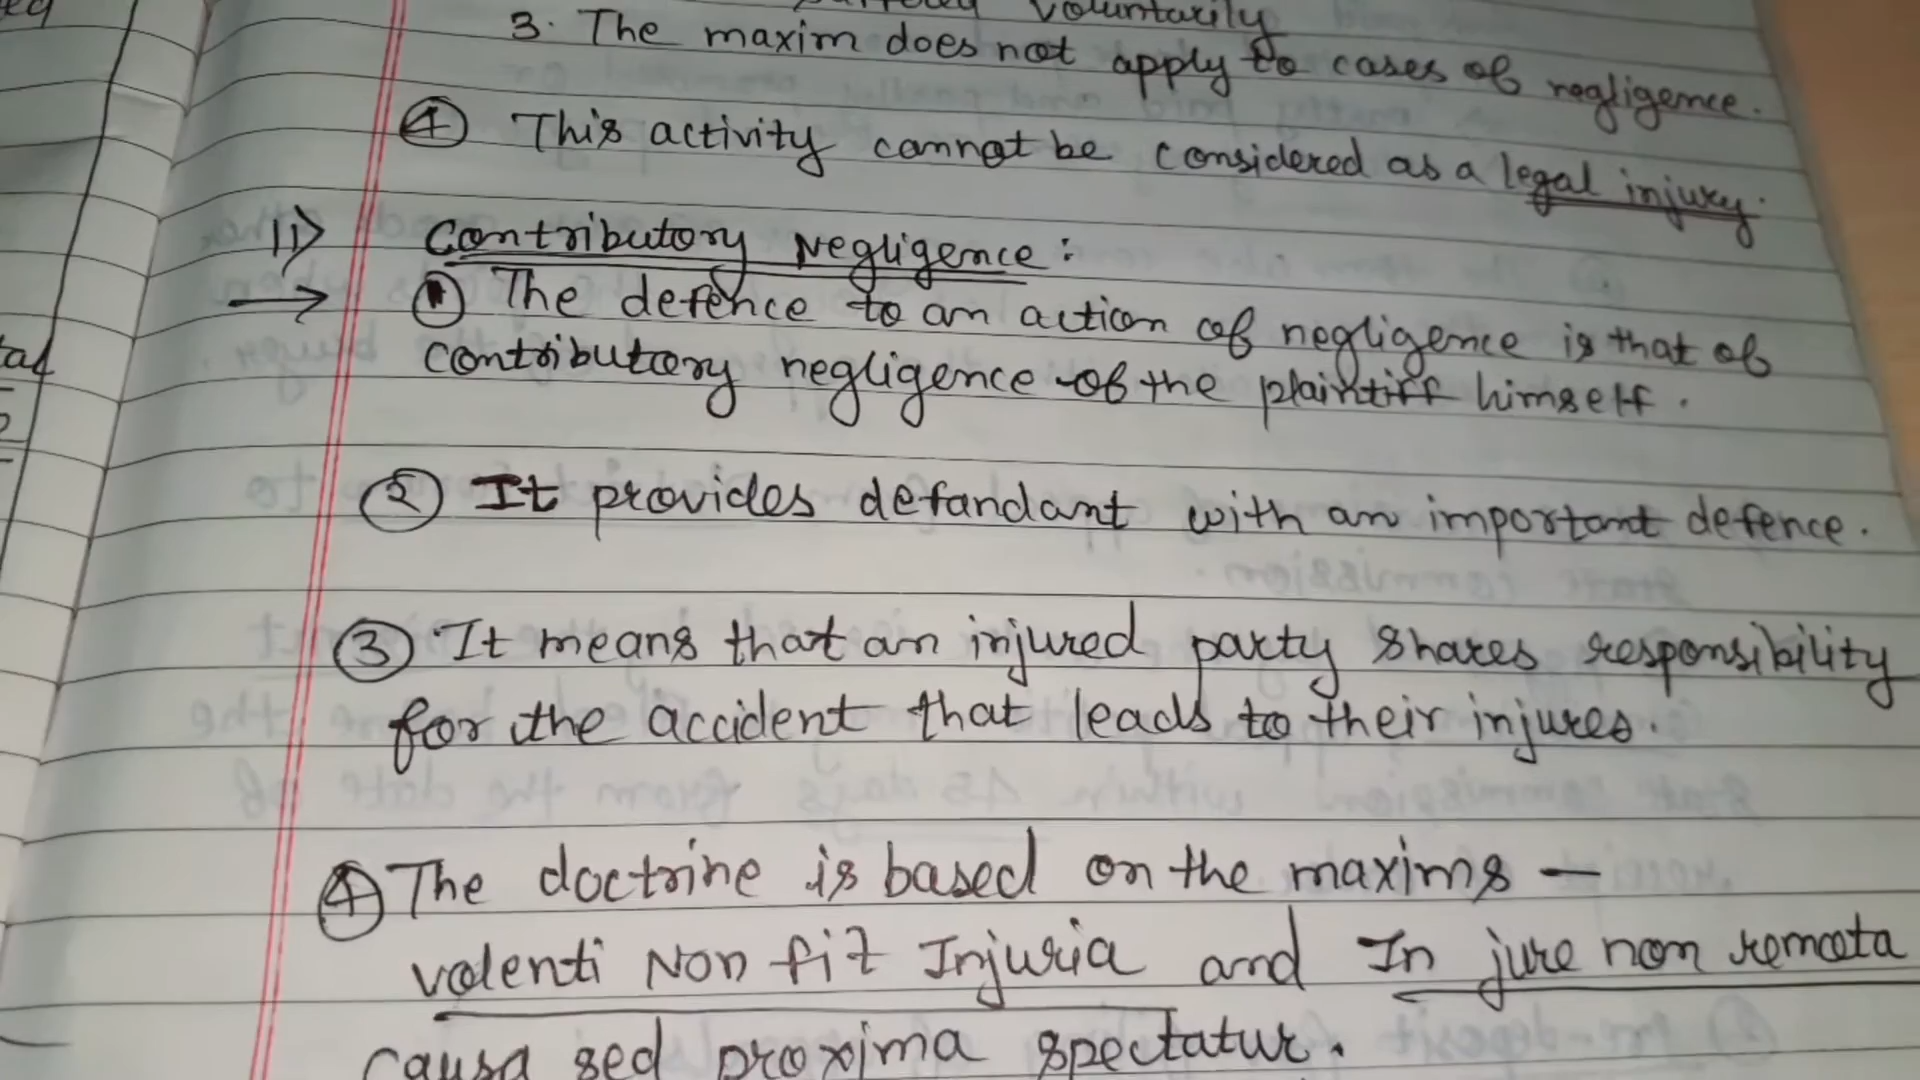 voluntarily
3. The maxim does not apply to cases of negligence.
④ This activity cannot be considered as a legal injury.
11) Contributory Negligence:
→ ① The defence to an action of negligence is that of
contributory negligence of the plaintiff himself.
② It provides defandant with an important defence.
③ It means that an injured party shares responsibility
for the accident that leads to their injures.
④ The doctrine is based on the maxims —
volenti Non fit Injuria and In jure non remota
causa sed proxima spectatur.